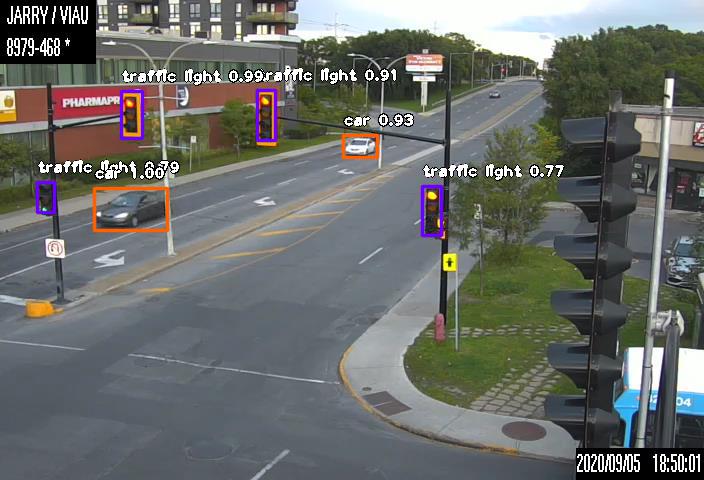 JARRY / VIAU
8979-468 *
traffic light 0.99
traffic light 0.91
PHARMAPR
car 0.93
traffic light 0.79
car 1.00
traffic light 0.77
04
2020/09/05 18:50:01